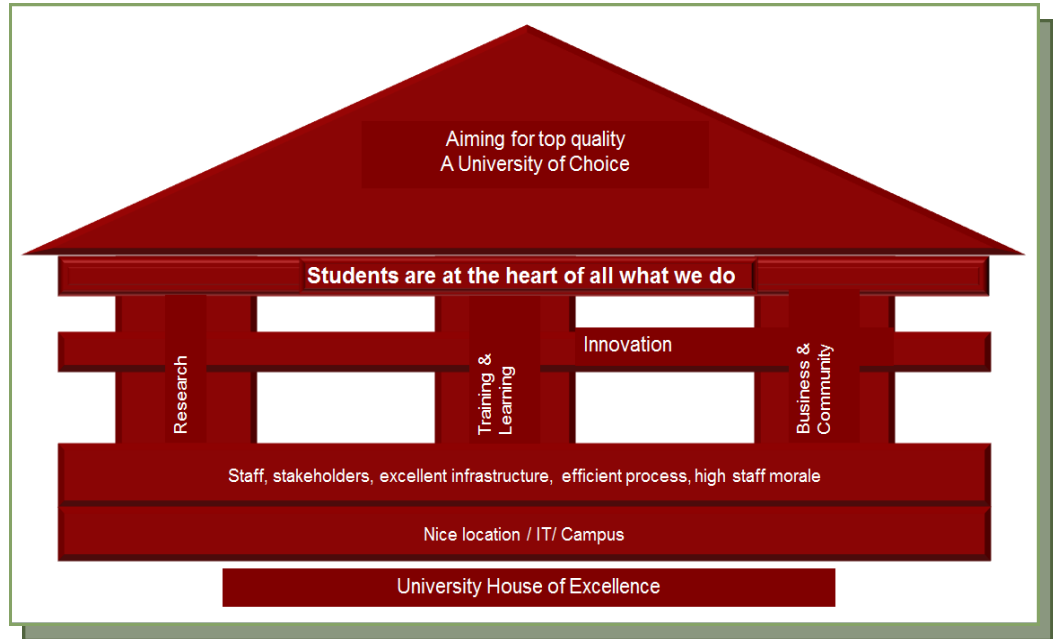 Aiming for top quality
A University of Choice
Students are at the heart of all what we do
Innovation
Research
Training &
Learning
Business &
Community
Staff, stakeholders, excellent infrastructure, efficient process, high staff morale
Nice location / IT/ Campus
University House of Excellence